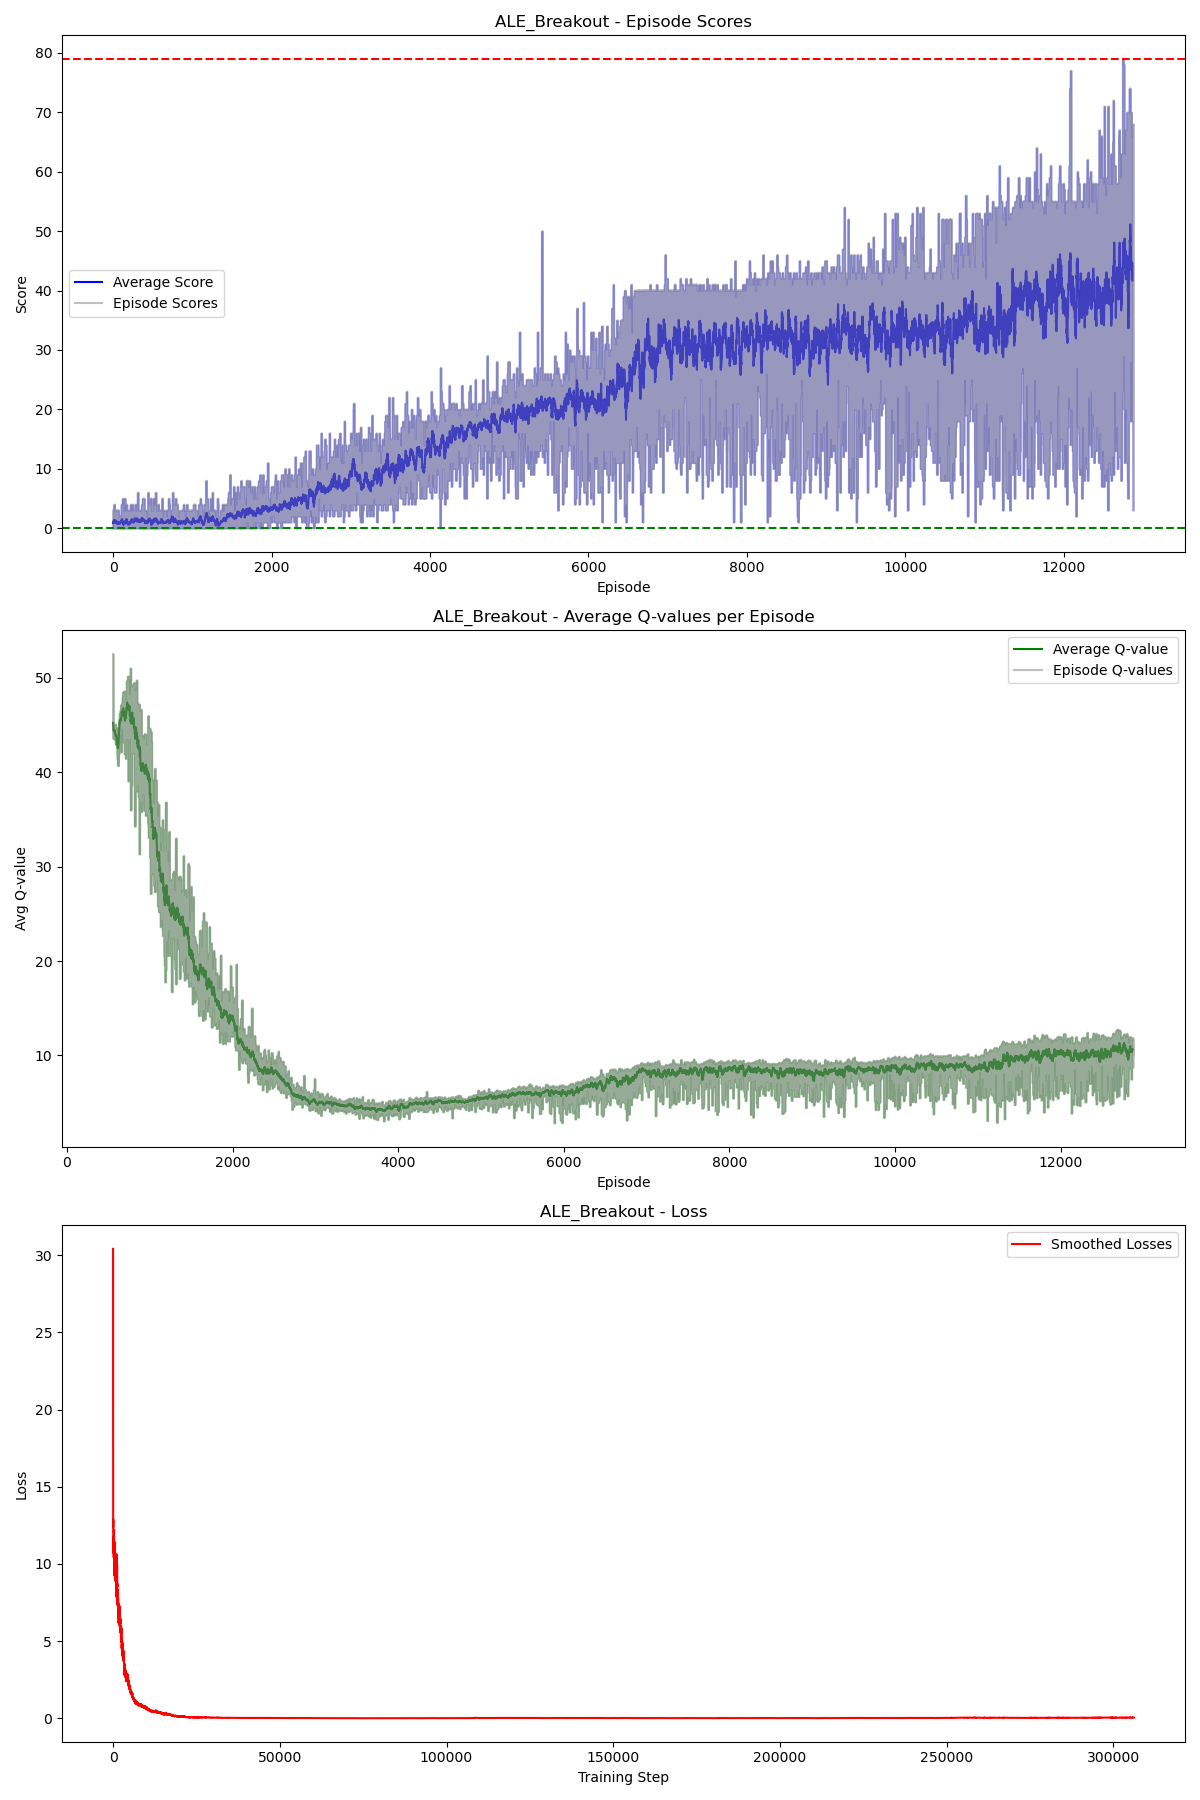 ALE_Breakout - Episode Scores
80
70
60
50
40
30
20
10
0
Score
Average Score
Episode Scores
0 2000 4000 6000 8000 10000 12000
Episode
ALE_Breakout - Average Q-values per Episode
50
40
30
20
10
Avg Q-value
Average Q-value
Episode Q-values
0 2000 4000 6000 8000 10000 12000
Episode
ALE_Breakout - Loss
30
25
20
15
10
5
0
Loss
Smoothed Losses
0 50000 100000 150000 200000 250000 300000
Training Step